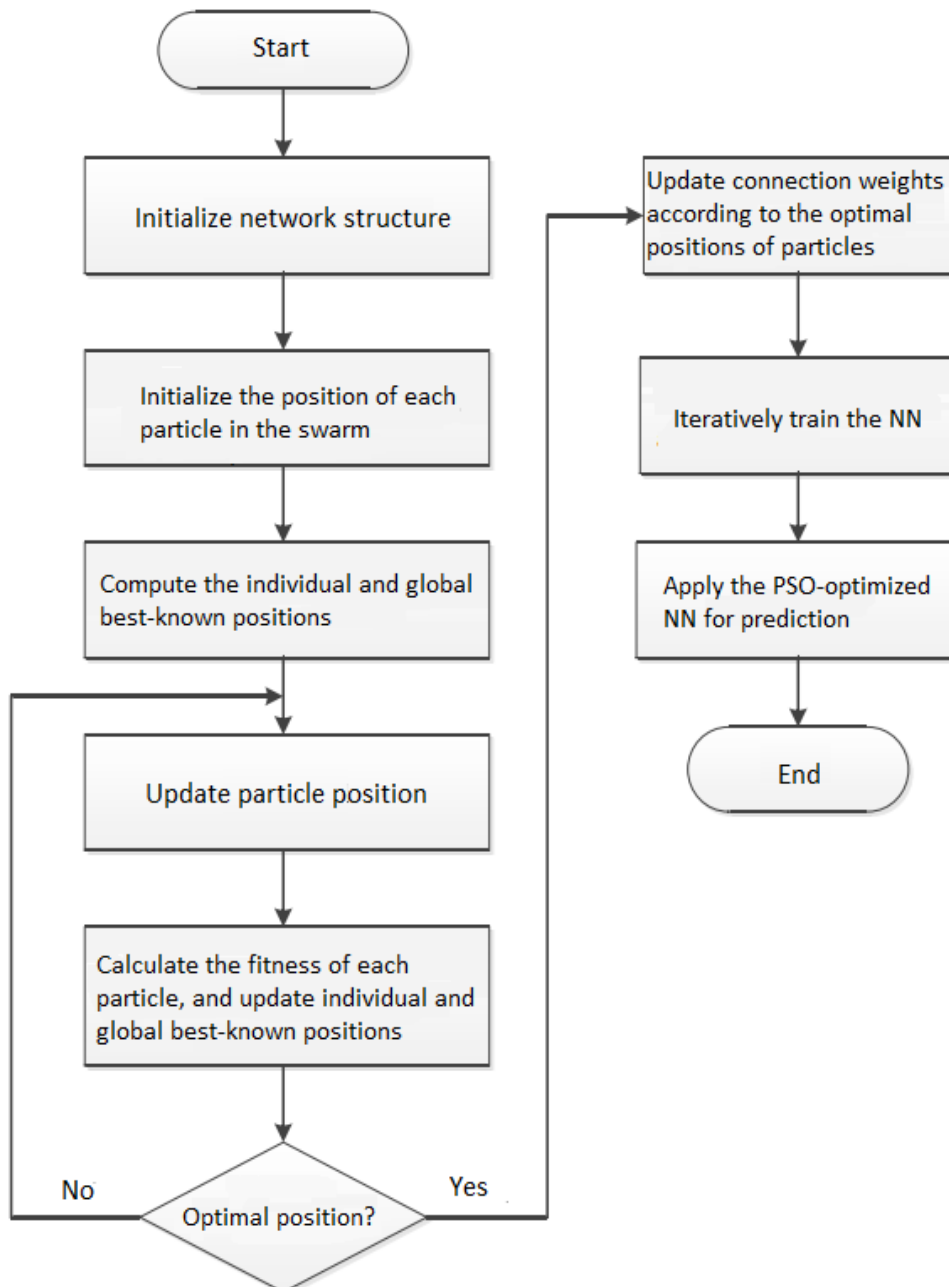 Start
Initialize network structure
Initialize the position of each
particle in the swarm
Compute the individual and global
best-known positions
Update particle position
Calculate the fitness of each
particle, and update individual and
global best-known positions
No
Optimal position?
Yes
Update connection weights
according to the optimal
positions of particles
Iteratively train the NN
Apply the PSO-optimized
NN for prediction
End